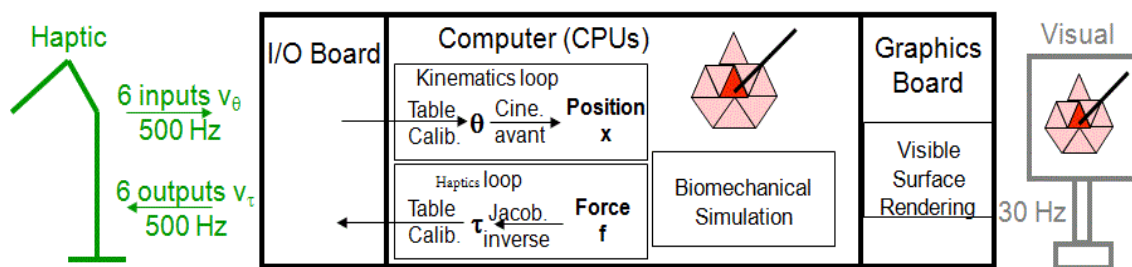 Haptic
6 inputs vθ
500 Hz
6 outputs vτ
500 Hz
I/O Board
Computer (CPUs)
Kinematics loop
Table
Calib.
θ
Cine.
avant
Position
x
Haptics loop
Table
Calib.
τ
Jacob.
inverse
Force
f
Biomechanical
Simulation
Graphics
Board
Visible
Surface
Rendering
30 Hz
Visual